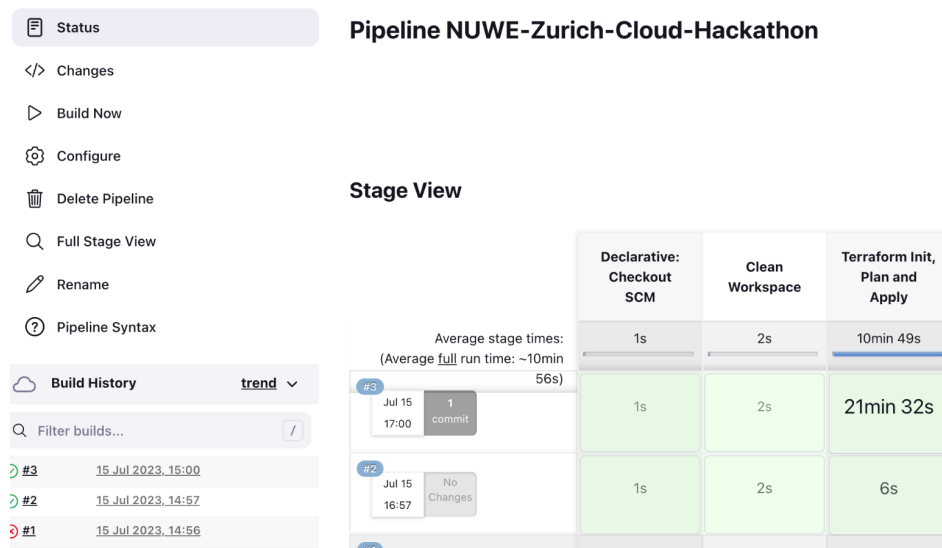 Status
Changes
Build Now
Configure
Delete Pipeline
Full Stage View
Rename
Pipeline Syntax
Build History
trend
Filter builds...
/
#3
15 Jul 2023, 15:00
#2
15 Jul 2023, 14:57
#1
15 Jul 2023, 14:56
Pipeline NUWE-Zurich-Cloud-Hackathon
Stage View
Declarative:
Checkout
SCM
Clean
Workspace
Terraform Init,
Plan and
Apply
Average stage times:
(Average full run time: ~10min
56s)
1s
2s
10min 49s
#3
Jul 15
17:00
1
commit
1s
2s
21min 32s
#2
Jul 15
16:57
No
Changes
1s
2s
6s